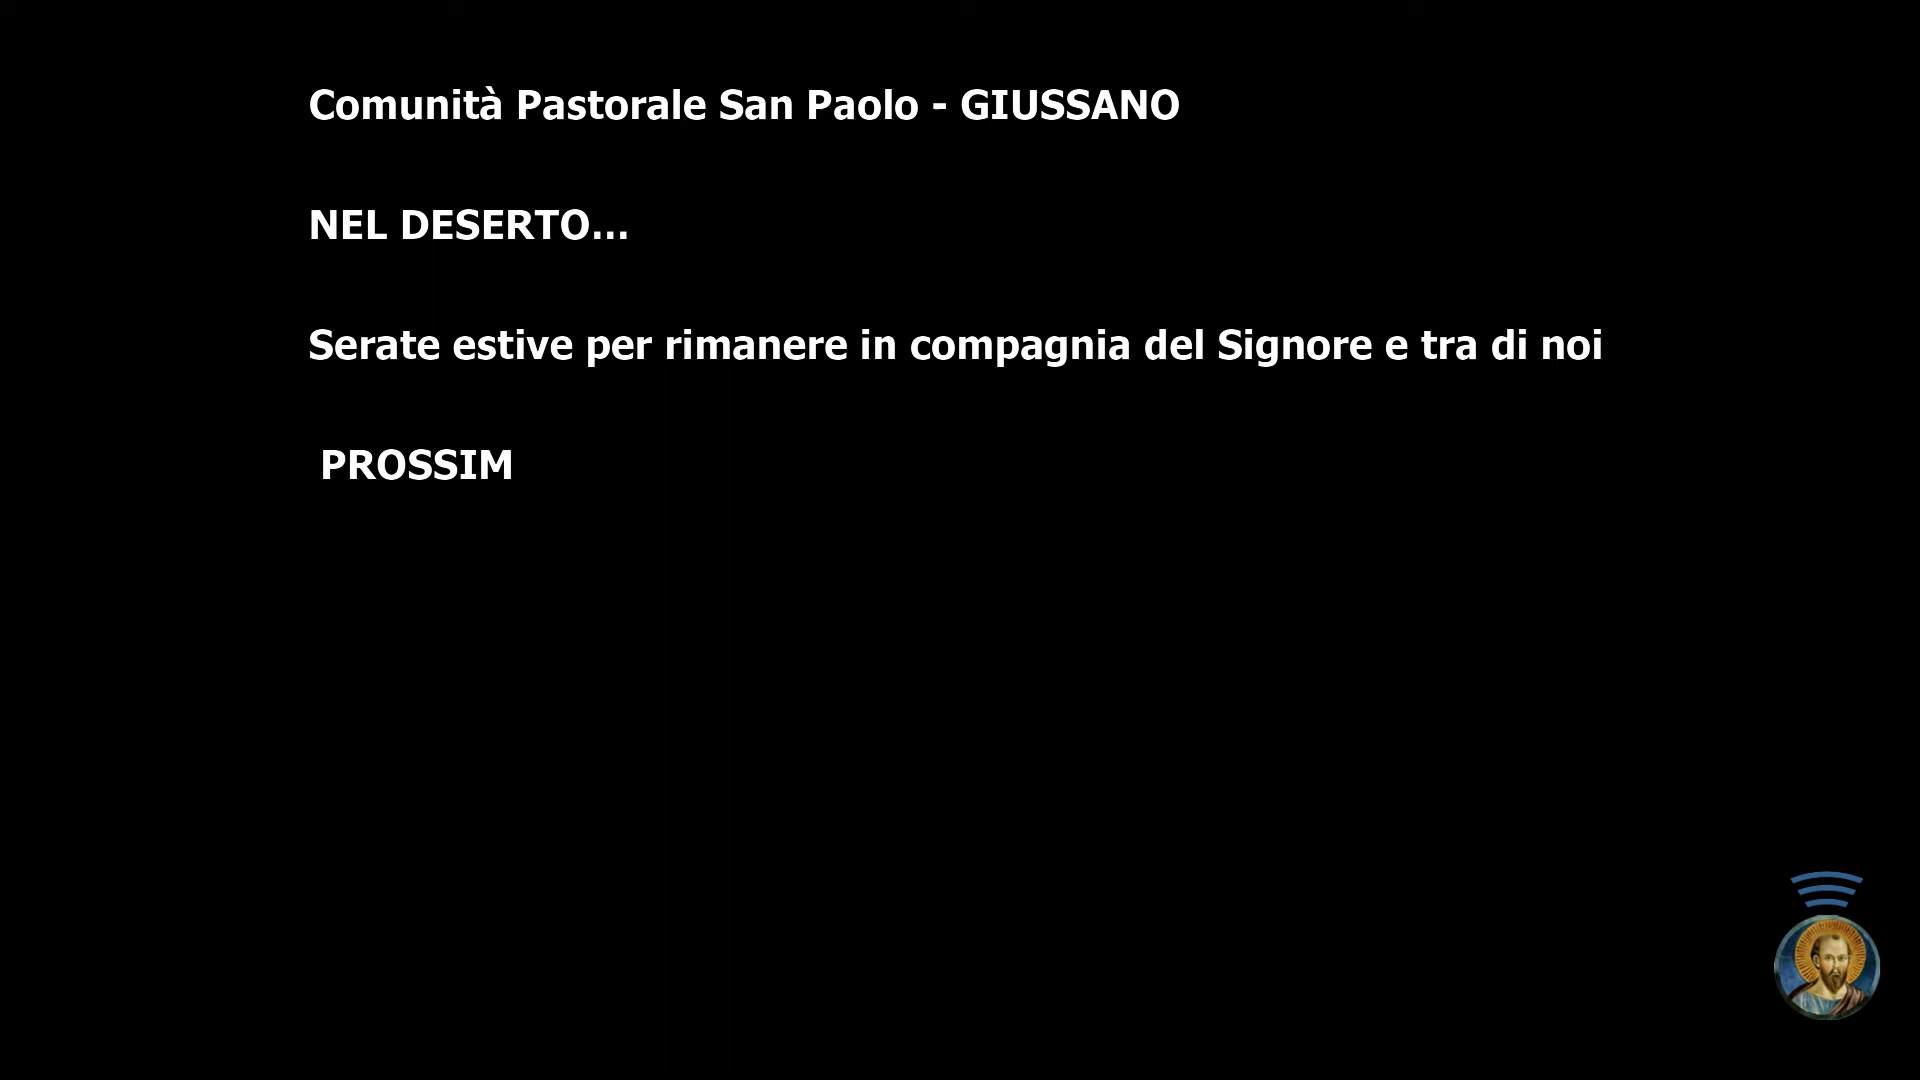 Comunità Pastorale San Paolo - GIUSSANO
NEL DESERTO...
Serate estive per rimanere in compagnia del Signore e tra di noi
PROSSIM